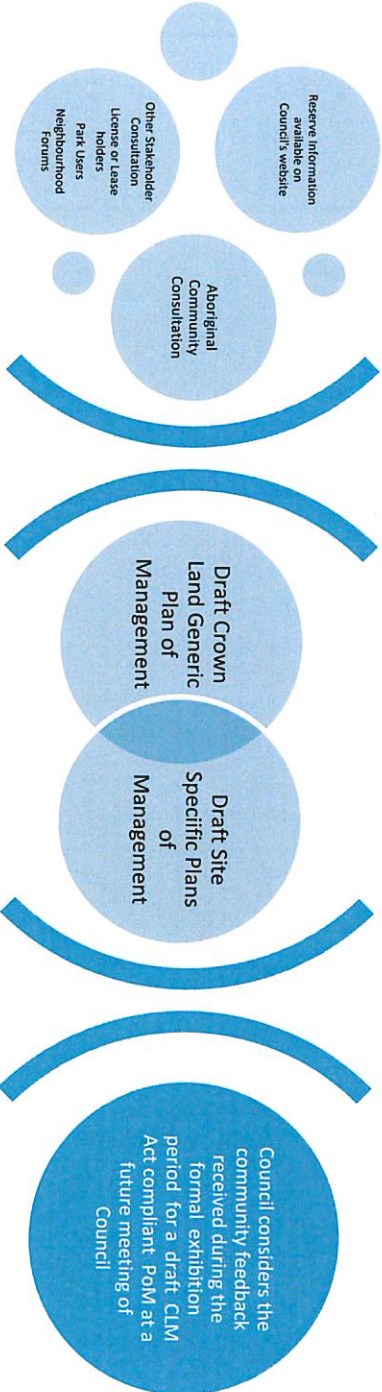 Reserve Information
available on
Council's website
Aboriginal
Community
Consultation
Other Stakeholder
Consultation
License or Lease
holders
Park Users
Neighbourhood
Forums
Draft Crown
Land Generic
Plan of
Management
Draft Site
Speciific Plans
of
Management
Council considers the
community feedback
received during the
formal exhibition
period for a draft CLM
Act compliant PoM at a
future meeting of
Council